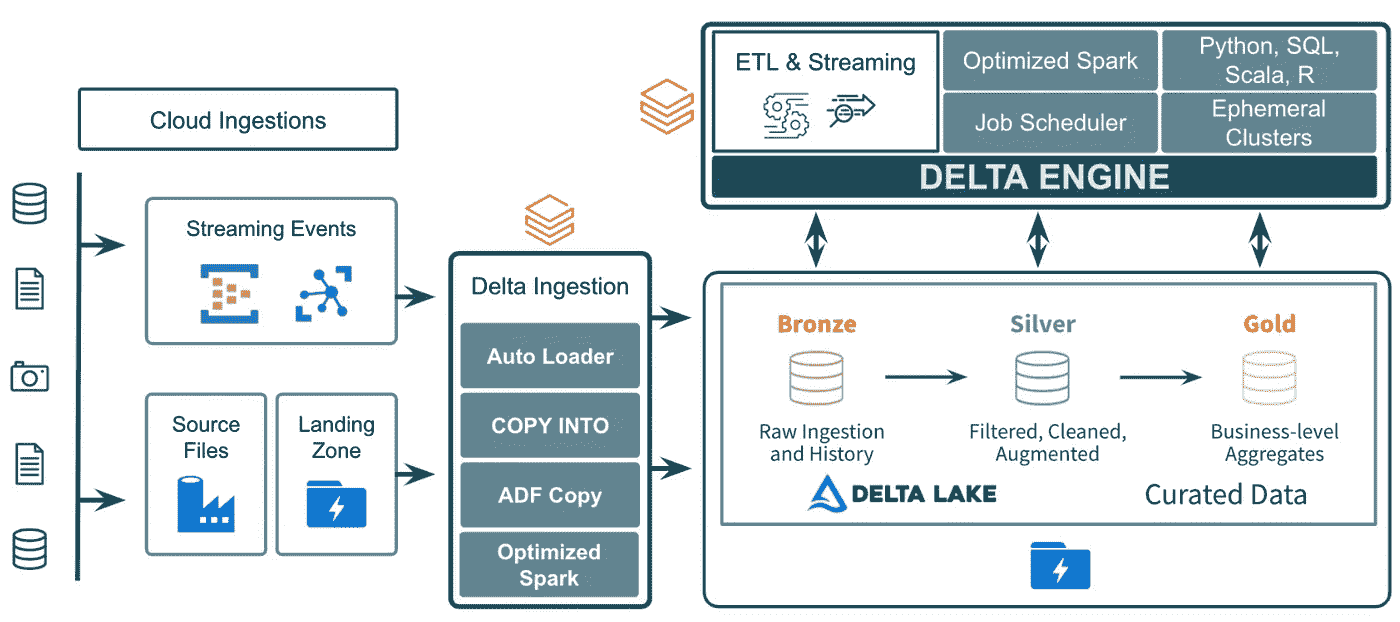 Cloud Ingestions
Streaming Events
Source
Files
Landing
Zone
Delta Ingestion
Auto Loader
COPY INTO
ADF Copy
Optimized
Spark
ETL & Streaming
Optimized Spark
Python, SQL,
Scala, R
Job Scheduler
Ephemeral
Clusters
DELTA ENGINE
Bronze
Silver
Gold
Raw Ingestion
and History
Filtered, Cleaned,
Augmented
Business-level
Aggregates
DELTA LAKE
Curated Data